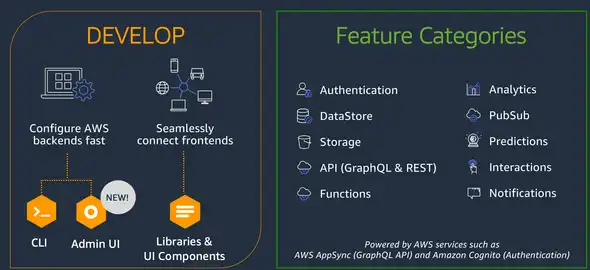 DEVELOP
Configure AWS
backends fast
Seamlessly
connect frontends
NEW!
CLI
Admin UI
Libraries &
UI Components
Feature Categories
Authentication
DataStore
Storage
API (GraphQL & REST)
Functions
Analytics
PubSub
Predictions
Interactions
Notifications
Powered by AWS services such as
AWS AppSync (GraphQL API) and Amazon Cognito (Authentication)